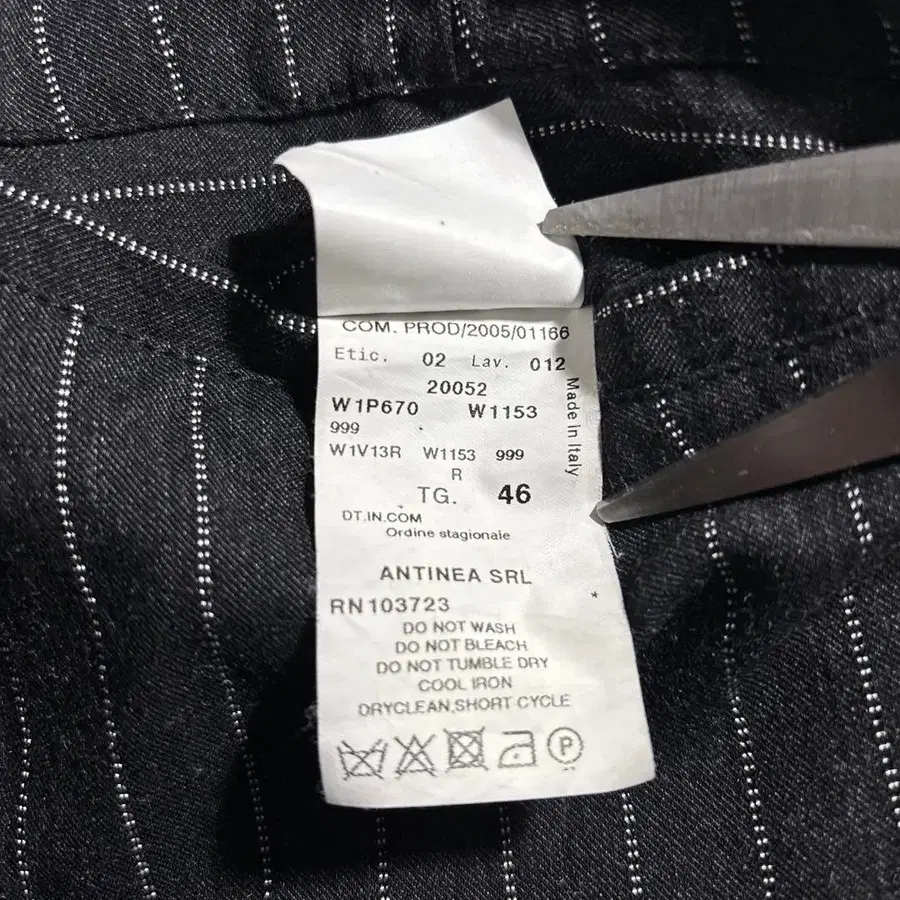 COM. PROD/2005/01166
Etic. 02 Lav. 012
20052
W1P670 W1153
999
W1V13R W1153 999
R
TG. 46
Made in Italy
DT.IN.COM
Ordine stagionale
ANTINEA SRL
*
RN103723
DO NOT WASH
DO NOT BLEACH
DO NOT TUMBLE DRY
COOL IRON
DRYCLEAN,SHORT CYCLE
P